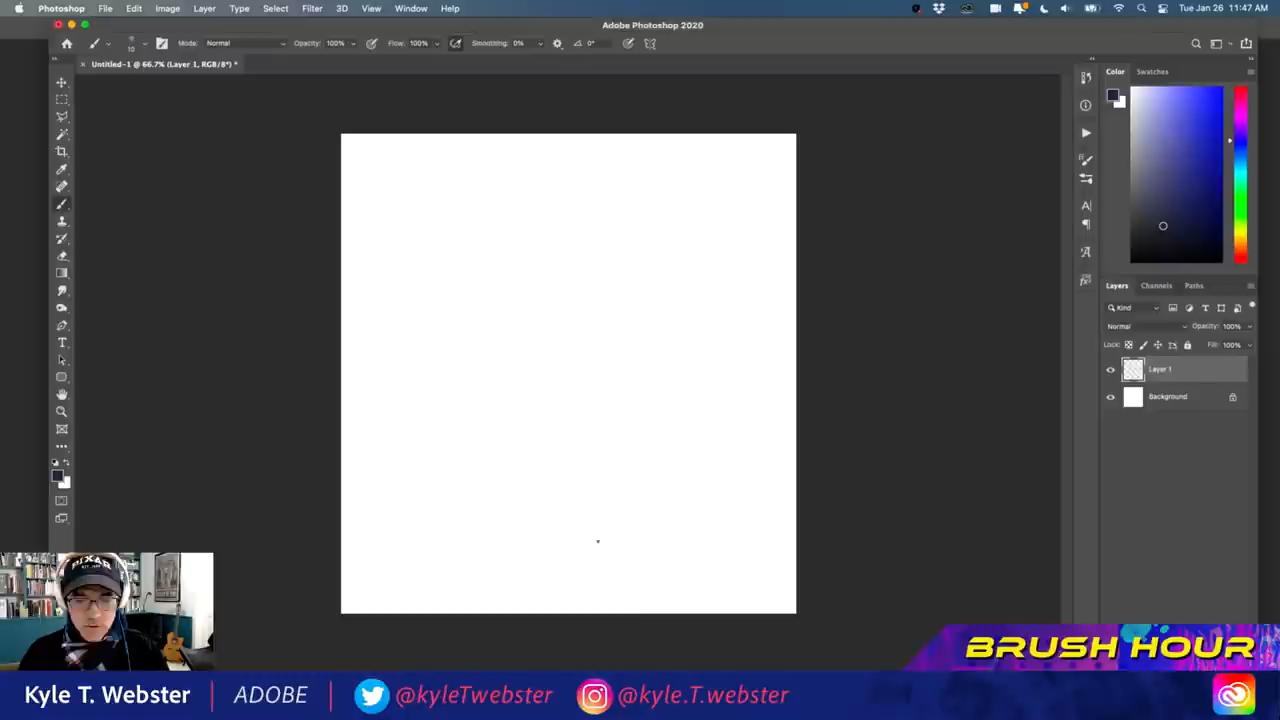 Photoshop File Edit Image Layer Type Select Filter 3D View Window Help Tue Jan 26 11:47 AM
Adobe Photoshop 2020
10 Mode: Normal Opacity: 100% Flow: 100% Smoothing: 0% 0°
Untitled-1 @ 66.7% (Layer 1, RGB/8*) *
Color Swatches
Layers Channels Paths
Kind
Normal Opacity: 100%
Lock: Fill: 100%
Layer 1
Background
PIXAR
BRUSH HOUR
Kyle T. Webster | ADOBE | @kyleTwebster @kyle.T.webster